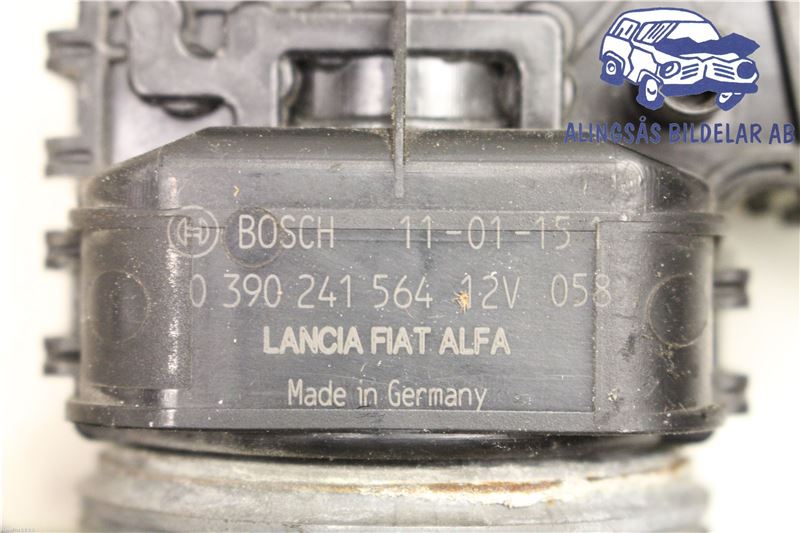 ALINGSÅS BILDELAR AB
BOSCH 11-01-15 1
0 390 241 564 12V 058
LANCIA FIAT ALFA
Made in Germany